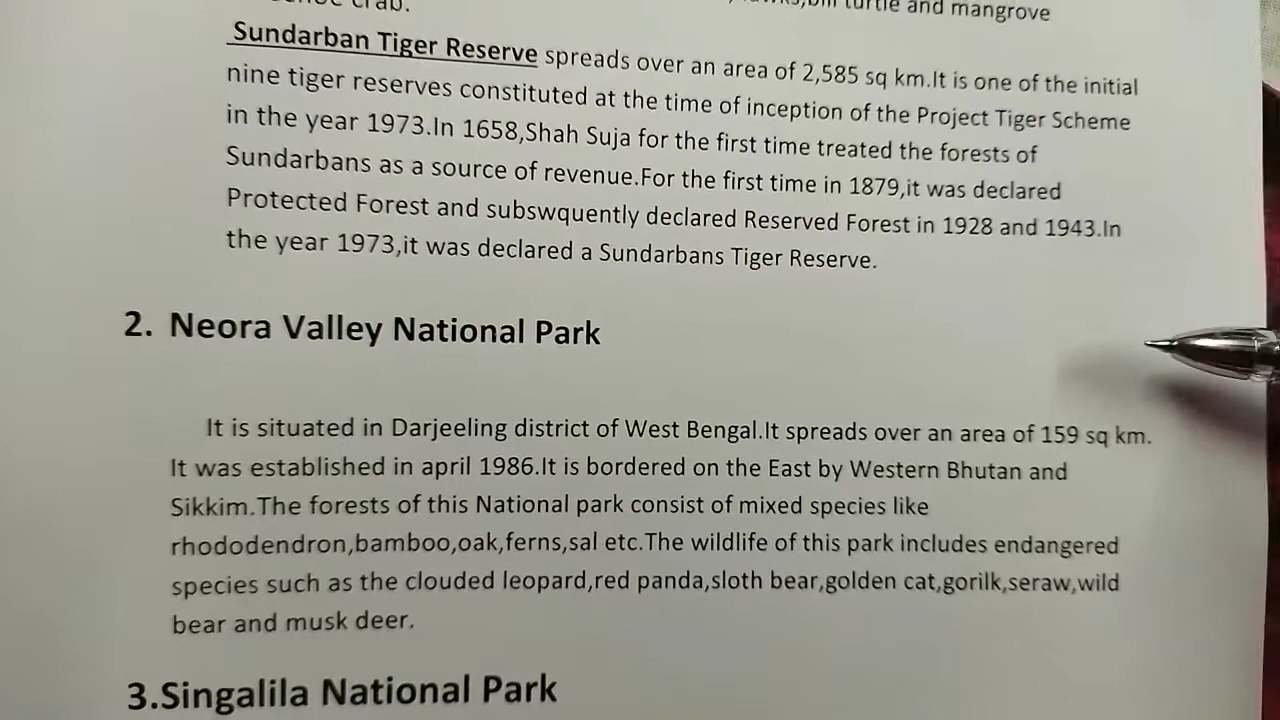 crab.
turtle and mangrove
Sundarban Tiger Reserve spreads over an area of 2,585 sq km.It is one of the initial
nine tiger reserves constituted at the time of inception of the Project Tiger Scheme
in the year 1973.In 1658,Shah Suja for the first time treated the forests of
Sundarbans as a source of revenue.For the first time in 1879,it was declared
Protected Forest and subswquently declared Reserved Forest in 1928 and 1943.In
the year 1973,it was declared a Sundarbans Tiger Reserve.
2. Neora Valley National Park
It is situated in Darjeeling district of West Bengal.It spreads over an area of 159 sq km.
It was established in april 1986.It is bordered on the East by Western Bhutan and
Sikkim.The forests of this National park consist of mixed species like
rhododendron,bamboo,oak,ferns,sal etc.The wildlife of this park includes endangered
species such as the clouded leopard,red panda,sloth bear,golden cat,gorilk,seraw,wild
bear and musk deer.
3.Singalila National Park